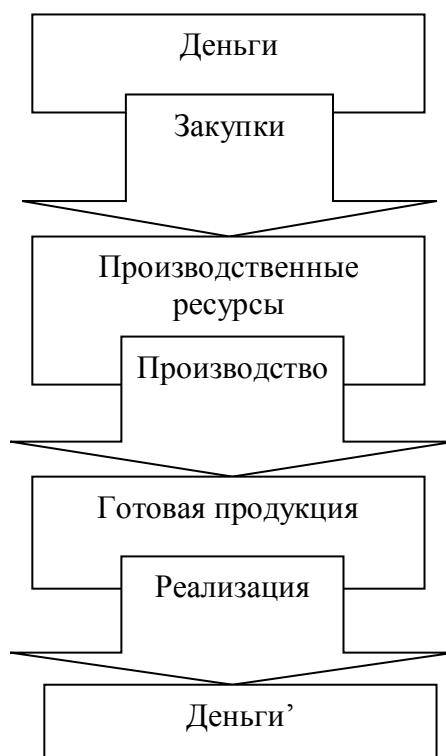 Деньги
Закупки
Производственные
ресурсы
Производство
Готовая продукция
Реализация
Деньги’